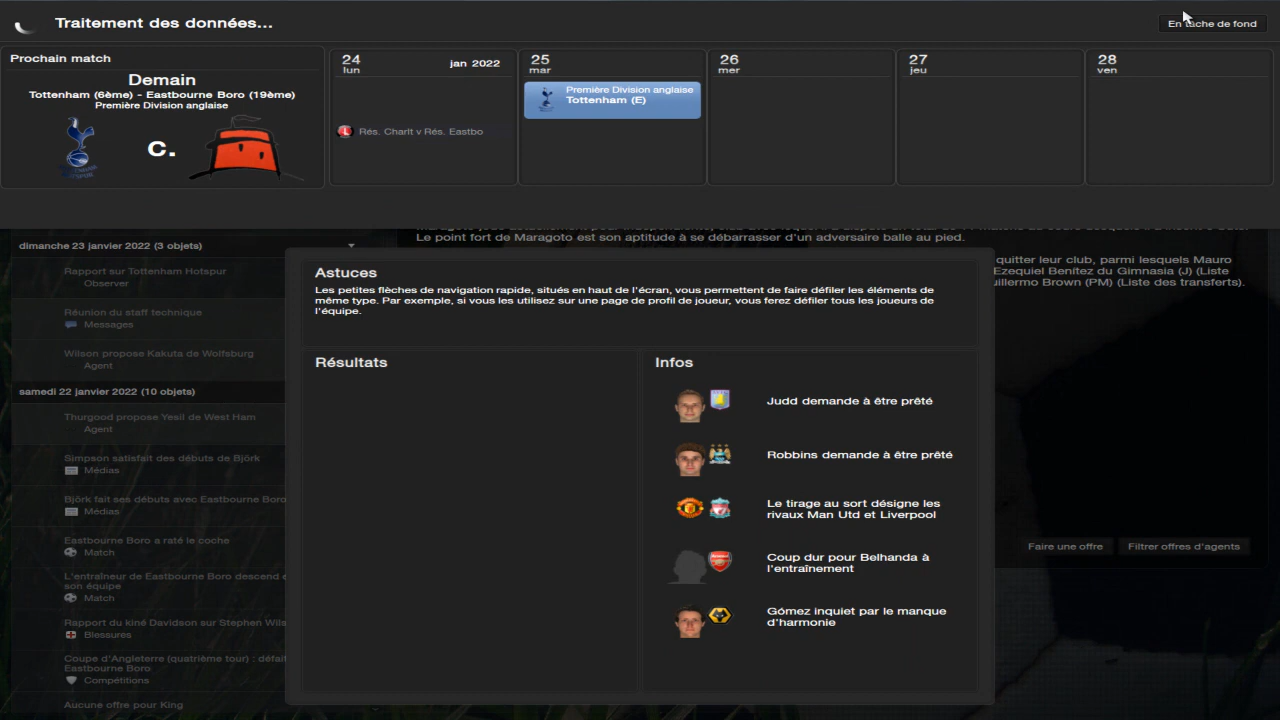 Traitement des données...
En tâche de fond
Prochain match
Demain
Tottenham (6ème) - Eastbourne Boro (19ème)
Première Division anglaise
C.
24
lun
jan 2022
Rés. Charlt v Rés. Eastbo
25
mar
Première Division anglaise
Tottenham (E)
26
mer
27
jeu
28
ven
Le point fort de Maragoto est son aptitude à se débarrasser d'un adversaire balle au pied.
quitter leur club, parmi lesquels Mauro
Ezequiel Benítez du Gimnasia (J) (Liste
uillermo Brown (PM) (Liste des transferts).
Faire une offre
Filtrer offres d'agents
dimanche 23 janvier 2022 (3 objets)
Rapport sur Tottenham Hotspur
Observer
Réunion du staff technique
Messages
Wilson propose Kakuta de Wolfsburg
Agent
samedi 22 janvier 2022 (10 objets)
Thurgood propose Yesil de West Ham
Agent
Simpson satisfait des débuts de Björk
Médias
Björk fait ses débuts avec Eastbourne Boro
Médias
Eastbourne Boro a raté le coche
Match
L'entraîneur de Eastbourne Boro descend e
son équipe
Match
Rapport du kiné Davidson sur Stephen Wils
Blessures
Coupe d'Angleterre (quatrième tour) : défait
Eastbourne Boro
Compétitions
Aucune offre pour King
Astuces
Les petites flèches de navigation rapide, situés en haut de l'écran, vous permettent de faire défiler les éléments de
même type. Par exemple, si vous les utilisez sur une page de profil de joueur, vous ferez défiler tous les joueurs de
l'équipe.
Résultats
Infos
Judd demande à être prêté
Robbins demande à être prêté
Le tirage au sort désigne les
rivaux Man Utd et Liverpool
Coup dur pour Belhanda à
l'entraînement
Gómez inquiet par le manque
d'harmonie